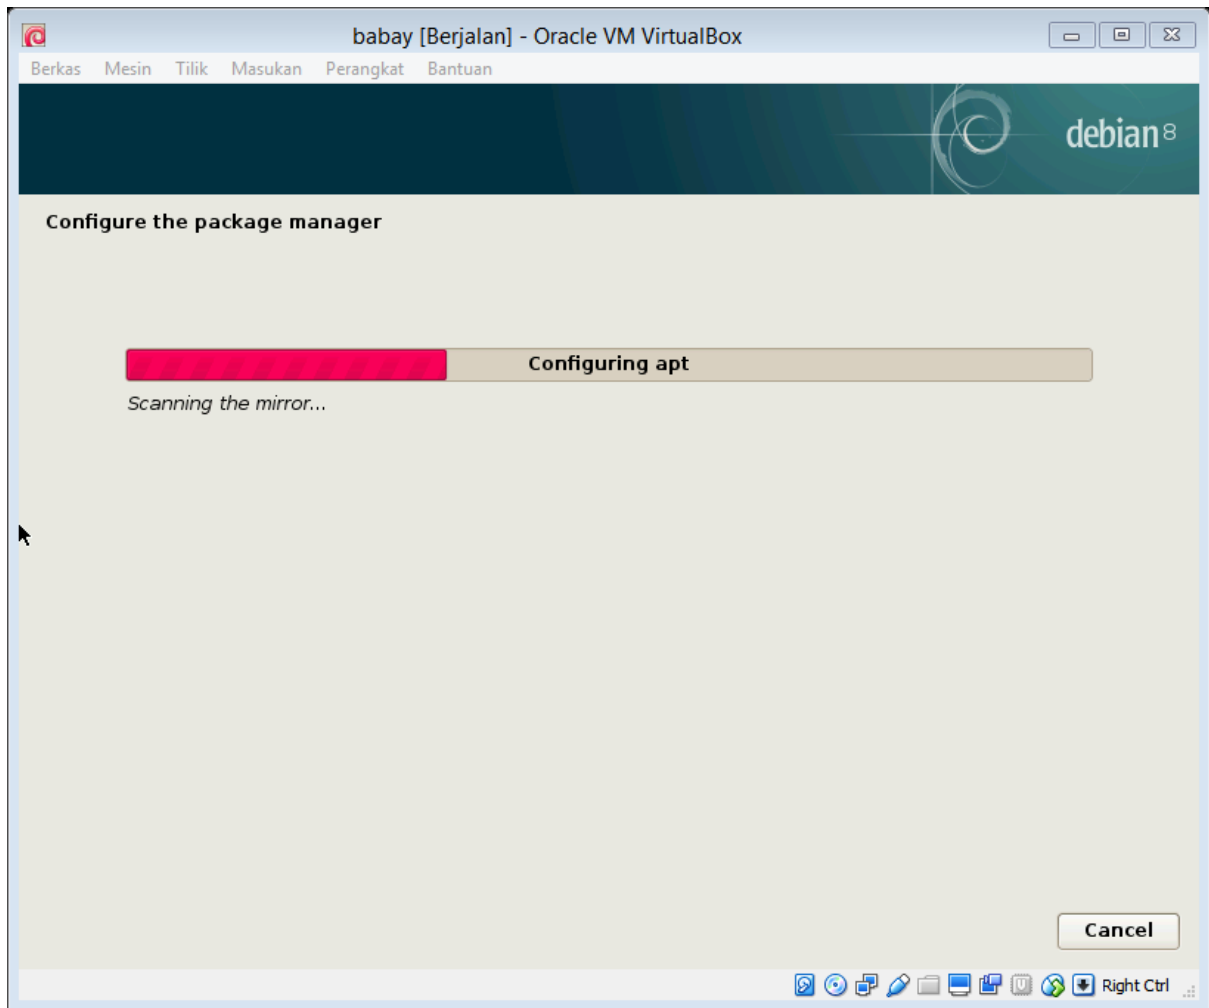 babay [Berjalan] - Oracle VM VirtualBox
Berkas Mesin Tilik Masukan Perangkat Bantuan
debian 8
Configure the package manager
Configuring apt
Scanning the mirror...
Cancel
Right Ctrl